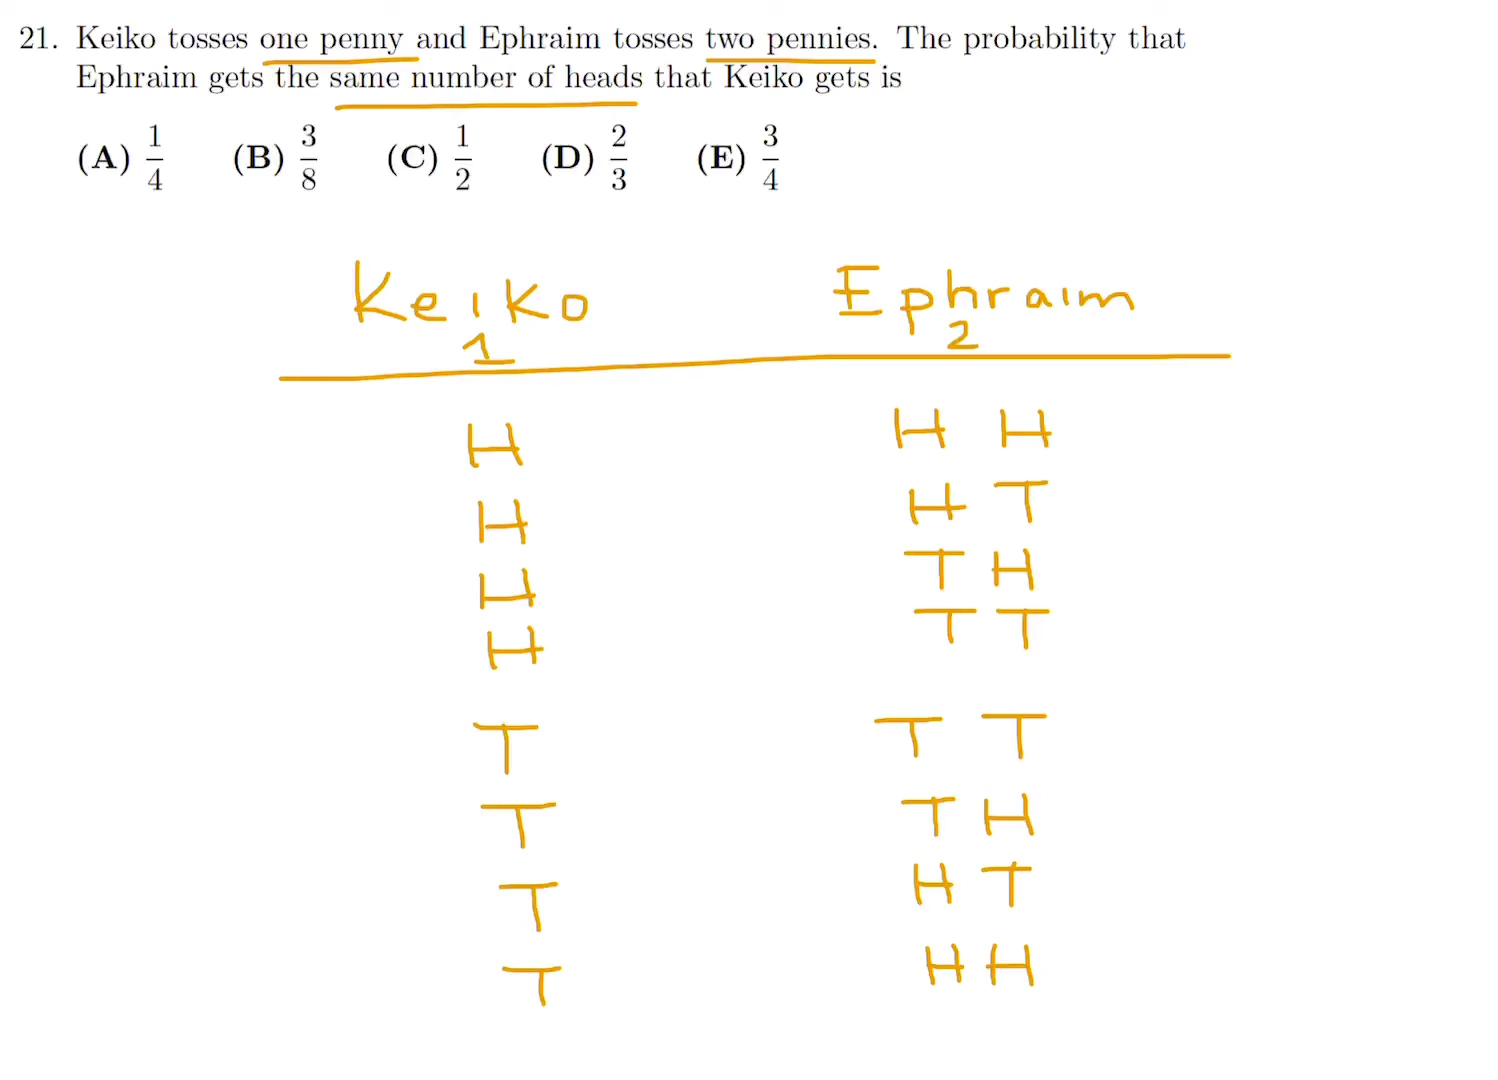 21. Keiko tosses one penny and Ephraim tosses two pennies. The probability that
Ephraim gets the same number of heads that Keiko gets is
(A) 1/4 (B) 3/8 (C) 1/2 (D) 2/3 (E) 3/4
Keiko Ephraim
1 2
H H H
H H T
H T H
H T T
T T T
T T H
T H T
T H H